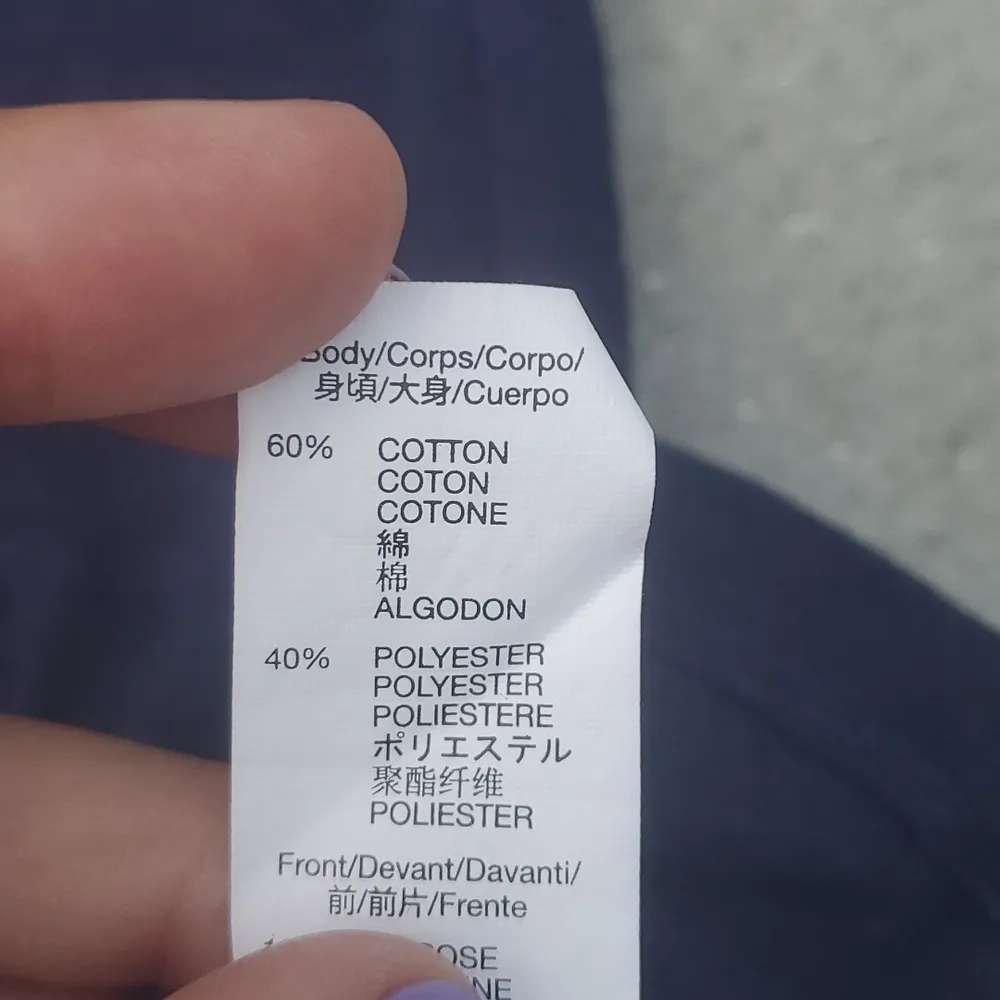 Body/Corps/Corpo/
身頃/大身/Cuerpo
60% COTTON
COTON
COTONE
綿
棉
ALGODON
40% POLYESTER
POLYESTER
POLIESTERE
ポリエステル
聚酯纤维
POLIESTER
Front/Devant/Davanti/
前/前片/Frente